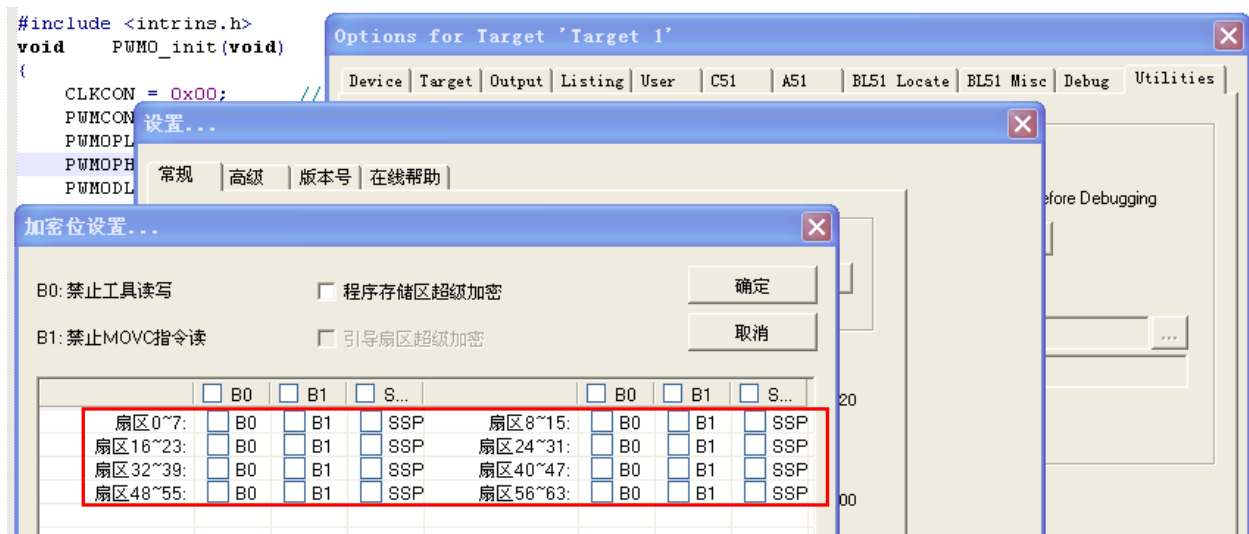 #include <intrins.h>
void PWMO_init(void)
{
CLKCON = 0x00; //
PWMCON
PWMOPL
PWMOPH
PWMODL
Options for Target 'Target 1'
Device Target Output Listing User C51 A51 BL51 Locate BL51 Misc Debug Utilities
efore Debugging
...
设置...
常规 高级 版本号 在线帮助
20
00
加密位设置...
B0: 禁止工具读写 程序存储区超级加密 确定
B1: 禁止MOVC指令读 引导扇区超级加密 取消
B0 B1 S... B0 B1 S...
扇区0~7: B0 B1 SSP 扇区8~15: B0 B1 SSP
扇区16~23: B0 B1 SSP 扇区24~31: B0 B1 SSP
扇区32~39: B0 B1 SSP 扇区40~47: B0 B1 SSP
扇区48~55: B0 B1 SSP 扇区56~63: B0 B1 SSP